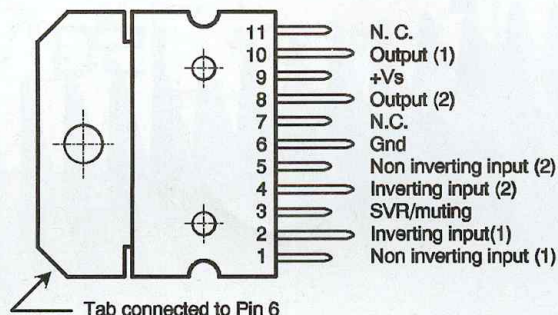 11 N. C.
10 Output (1)
9 +Vs
8 Output (2)
7 N.C.
6 Gnd
5 Non inverting input (2)
4 Inverting input (2)
3 SVR/muting
2 Inverting input(1)
1 Non inverting input (1)
Tab connected to Pin 6